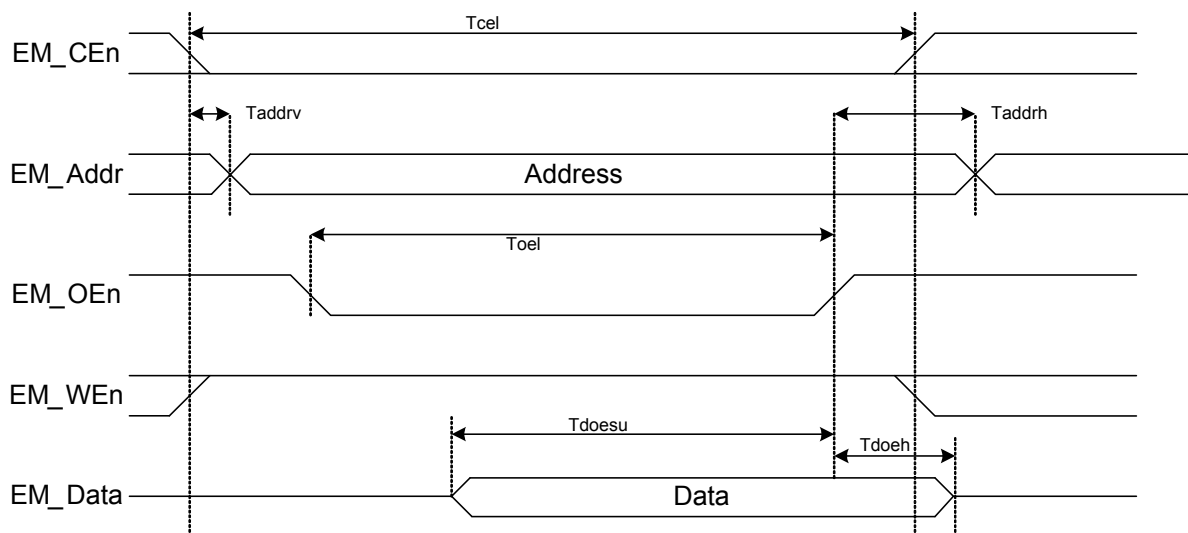 Tcel
EM_CEn
Taddrv
Taddrh
EM_Addr
Address
Toel
EM_OEn
EM_WEn
Tdoesu
Tdoeh
EM_Data
Data